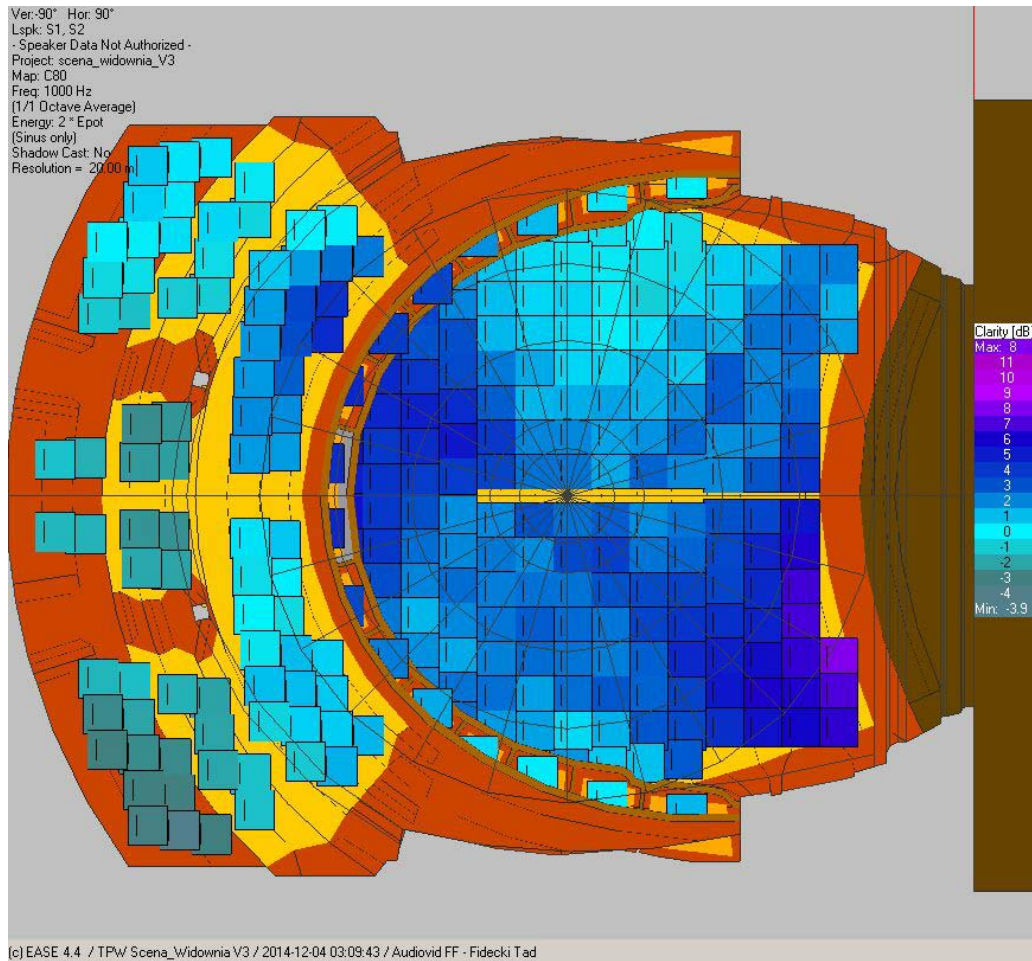 Ver:-90° Hor: 90°
Lspk: S1, S2
- Speaker Data Not Authorized -
Project: scena_widownia_V3
Map: C80
Freq: 1000 Hz
(1/1 Octave Average)
Energy: 2 * Epot
(Sinus only)
Shadow Cast: No
Resolution = 20.00 m
Clarity [dB
Max: 8
11
10
9
8
7
6
5
4
3
2
1
0
-1
-2
-3
-4
Min: -3.9
(c) EASE 4.4 / TPW Scena_Widownia V3 / 2014-12-04 03:09:43 / Audiovid FF - Fidecki Tad